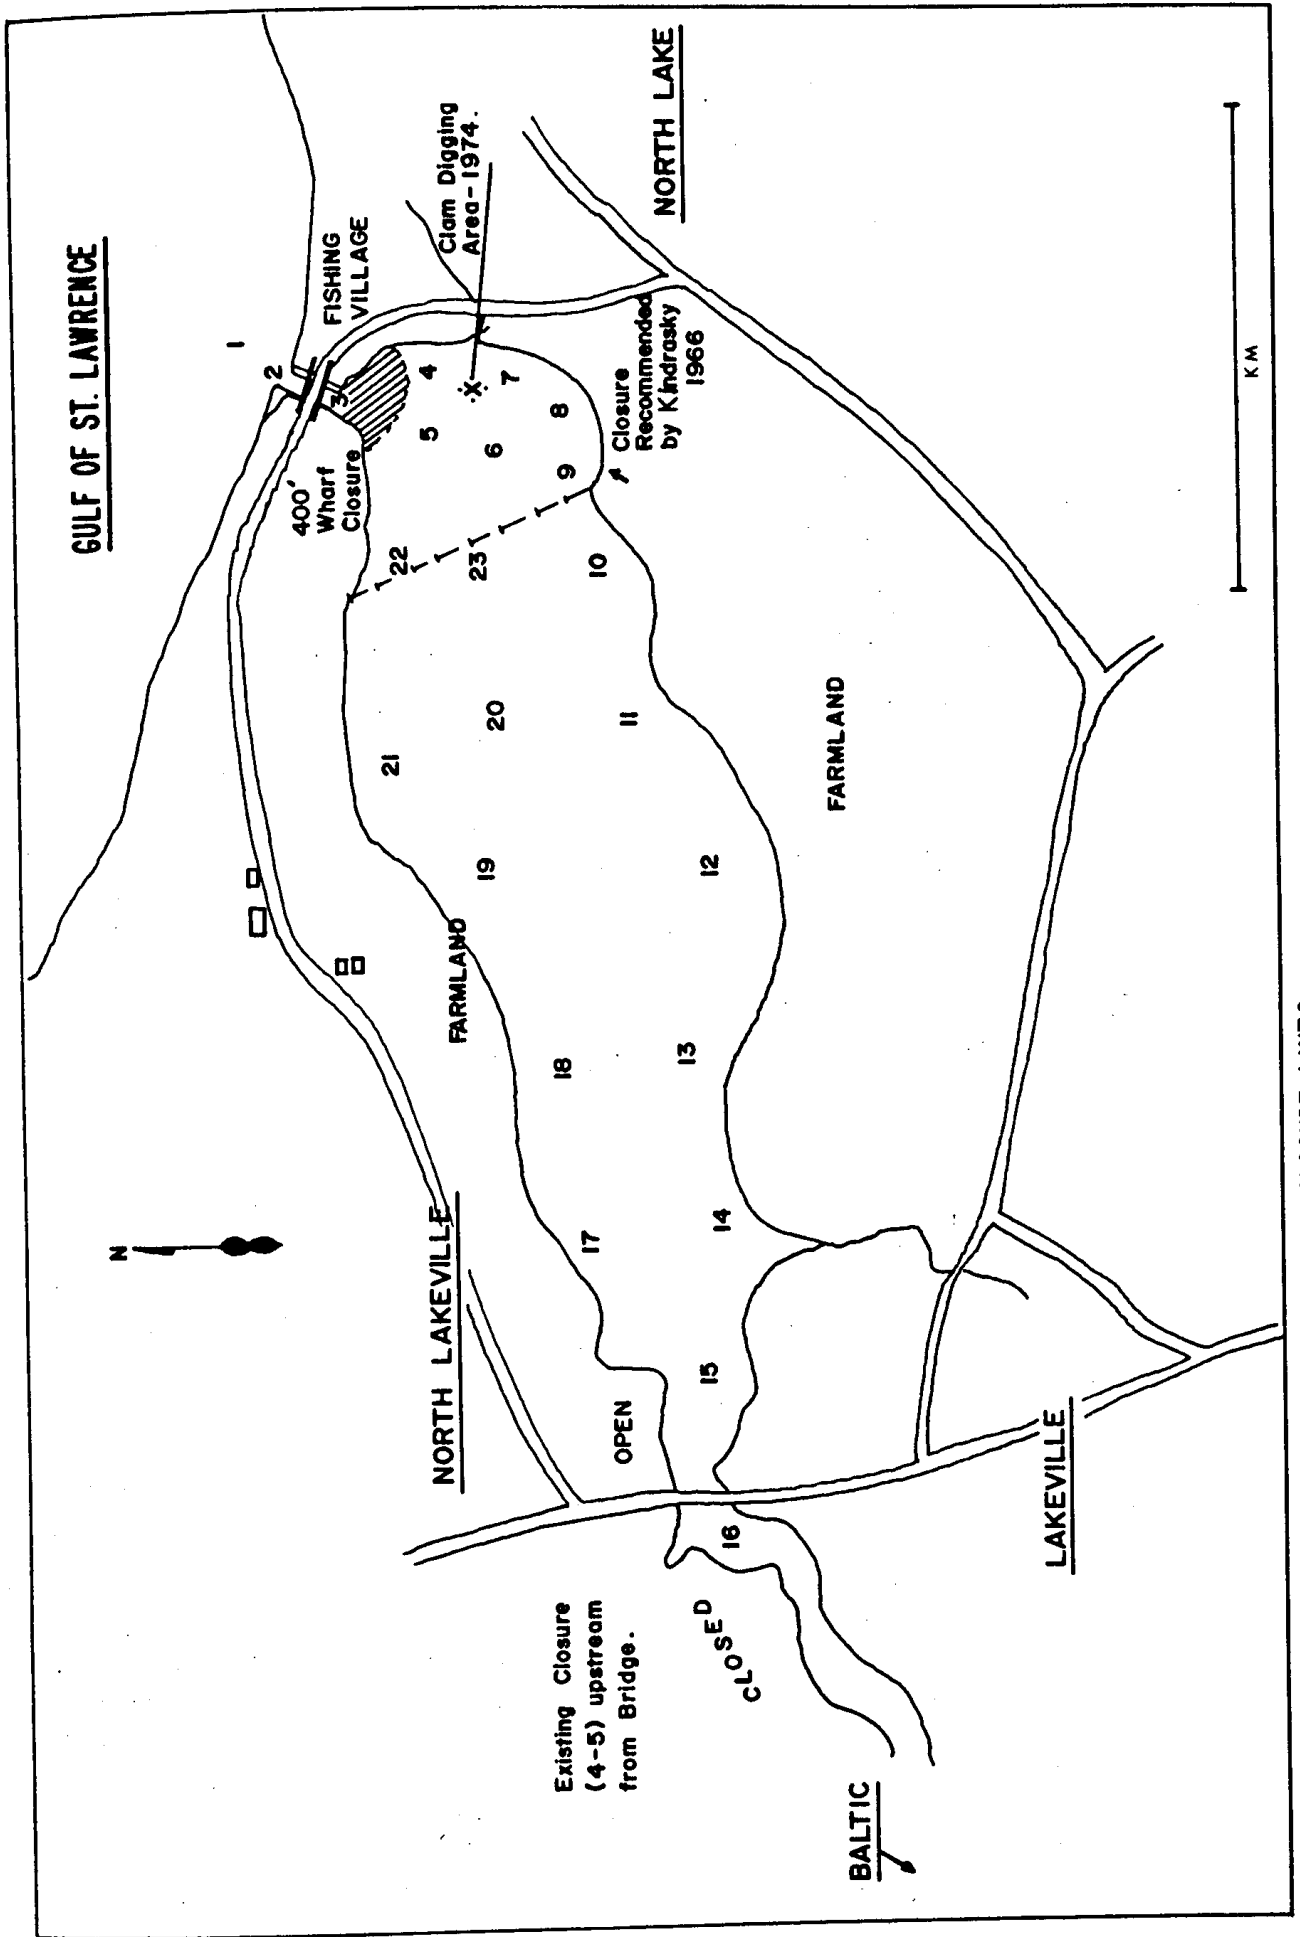 GULF OF ST. LAWRENCE
N
1
2
3
FISHING
VILLAGE
400'
Wharf
Closure
Clam Digging
Area-1974.
4
5
6
7
8
9
X
NORTH LAKE
Closure
Recommended
by Kindrasky
1966
22
23
10
20
11
21
19
12
FARMLAND
FARMLAND
18
13
17
14
NORTH LAKEVILLE
15
OPEN
16
LAKEVILLE
Existing Closure
(4-5) upstream
from Bridge.
CLOSED
BALTIC
KM